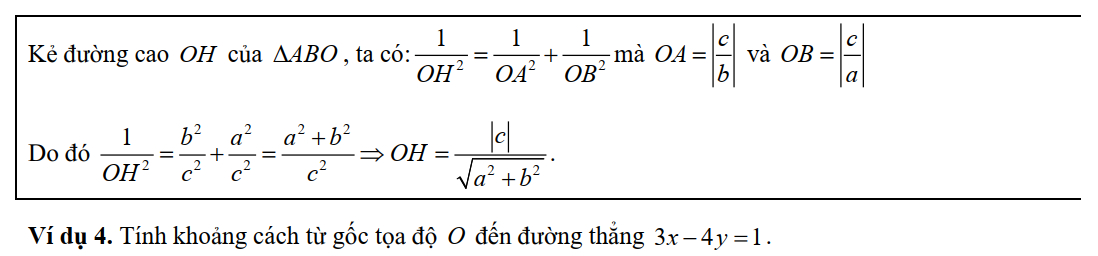 Kẻ đường cao OH của ΔABO, ta có: 1/OH² = 1/OA² + 1/OB² mà OA = |c/b| và OB = |c/a|
Do đó 1/OH² = b²/c² + a²/c² = (a² + b²)/c² ⇒ OH = |c|/√(a² + b²).
Ví dụ 4. Tính khoảng cách từ gốc tọa độ O đến đường thẳng 3x − 4y = 1.